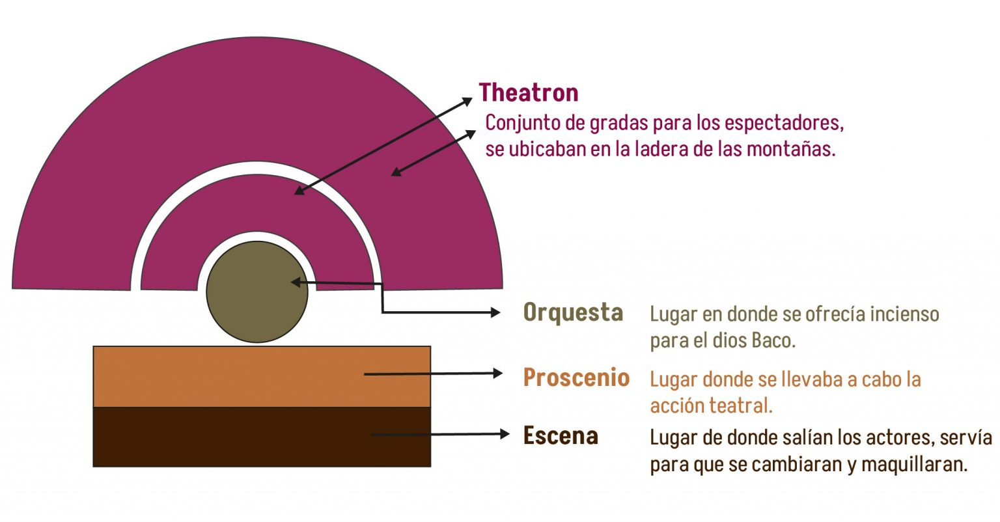 Theatron
Conjunto de gradas para los espectadores,
se ubicaban en la ladera de las montañas.
Orquesta
Lugar en donde se ofrecía incienso
para el dios Baco.
Proscenio
Lugar donde se llevaba a cabo la
acción teatral.
Escena
Lugar de donde salían los actores, servía
para que se cambiaran y maquillaran.